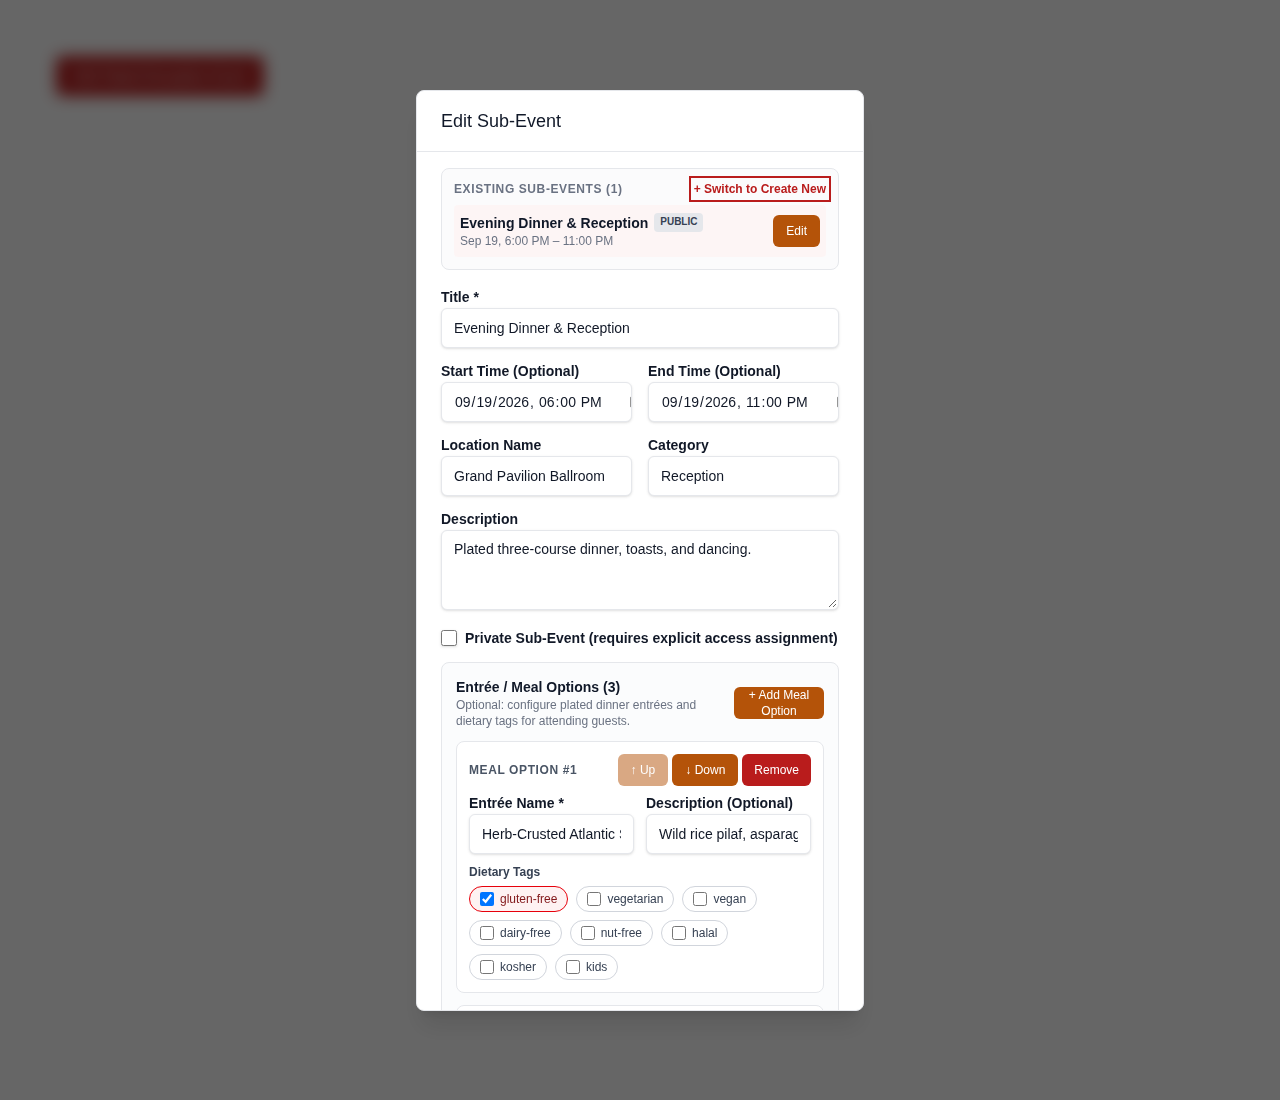 Edit Sub-Event
EXISTING SUB-EVENTS (1)
+ Switch to Create New
Evening Dinner & Reception
PUBLIC
Sep 19, 6:00 PM – 11:00 PM
Edit
Title *
Evening Dinner & Reception
Start Time (Optional)
End Time (Optional)
09/19/2026, 06:00 PM
09/19/2026, 11:00 PM
Location Name
Category
Grand Pavilion Ballroom
Reception
Description
Plated three-course dinner, toasts, and dancing.
Private Sub-Event (requires explicit access assignment)
Entrée / Meal Options (3)
Optional: configure plated dinner entrées and
dietary tags for attending guests.
+ Add Meal
Option
MEAL OPTION #1
↑ Up
↓ Down
Remove
Entrée Name *
Description (Optional)
Herb-Crusted Atlantic
Wild rice pilaf, asparag
Dietary Tags
gluten-free
vegetarian
vegan
dairy-free
nut-free
halal
kosher
kids